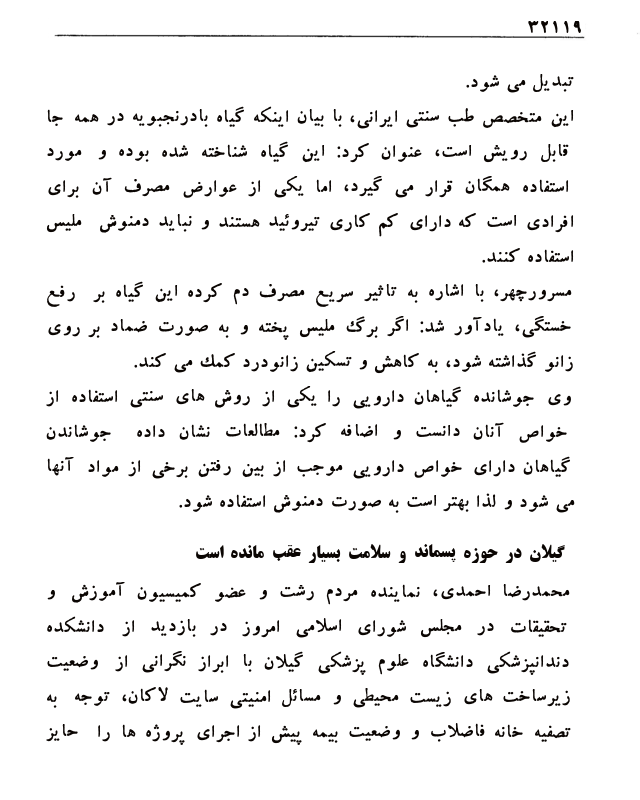 ۳۲۱۱۹
تبدیل می شود.
این متخصص طب سنتی ایرانی، با بیان اینکه گیاه بادرنجبویه در همه جا
قابل رویش است، عنوان کرد: این گیاه شناخته شده بوده و مورد
استفاده همگان قرار می گیرد، اما یکی از عوارض مصرف آن برای
افرادی است که دارای کم کاری تیروئید هستند و نباید دمنوش ملیس
استفاده کنند.
مسرورچهر، با اشاره به تاثیر سریع مصرف دم کرده این گیاه بر رفع
خستگی، یادآور شد: اگر برگ ملیس پخته و به صورت ضماد بر روی
زانو گذاشته شود، به کاهش و تسکین زانودرد کمک می کند.
وی جوشانده گیاهان دارویی را یکی از روش های سنتی استفاده از
خواص آنان دانست و اضافه کرد: مطالعات نشان داده جوشاندن
گیاهان دارای خواص دارویی موجب از بین رفتن برخی از مواد آنها
می شود و لذا بهتر است به صورت دمنوش استفاده شود.
گیلان در حوزه پسماند و سلامت بسیار عقب مانده است
محمدرضا احمدی، نماینده مردم رشت و عضو کمیسیون آموزش و
تحقیقات در مجلس شورای اسلامی امروز در بازدید از دانشکده
دندانپزشکی دانشگاه علوم پزشکی گیلان با ابراز نگرانی از وضعیت
زیرساخت های زیست محیطی و مسائل امنیتی سایت لاکان، توجه به
تصفیه خانه فاضلاب و وضعیت بیمه پیش از اجرای پروژه ها را حایز